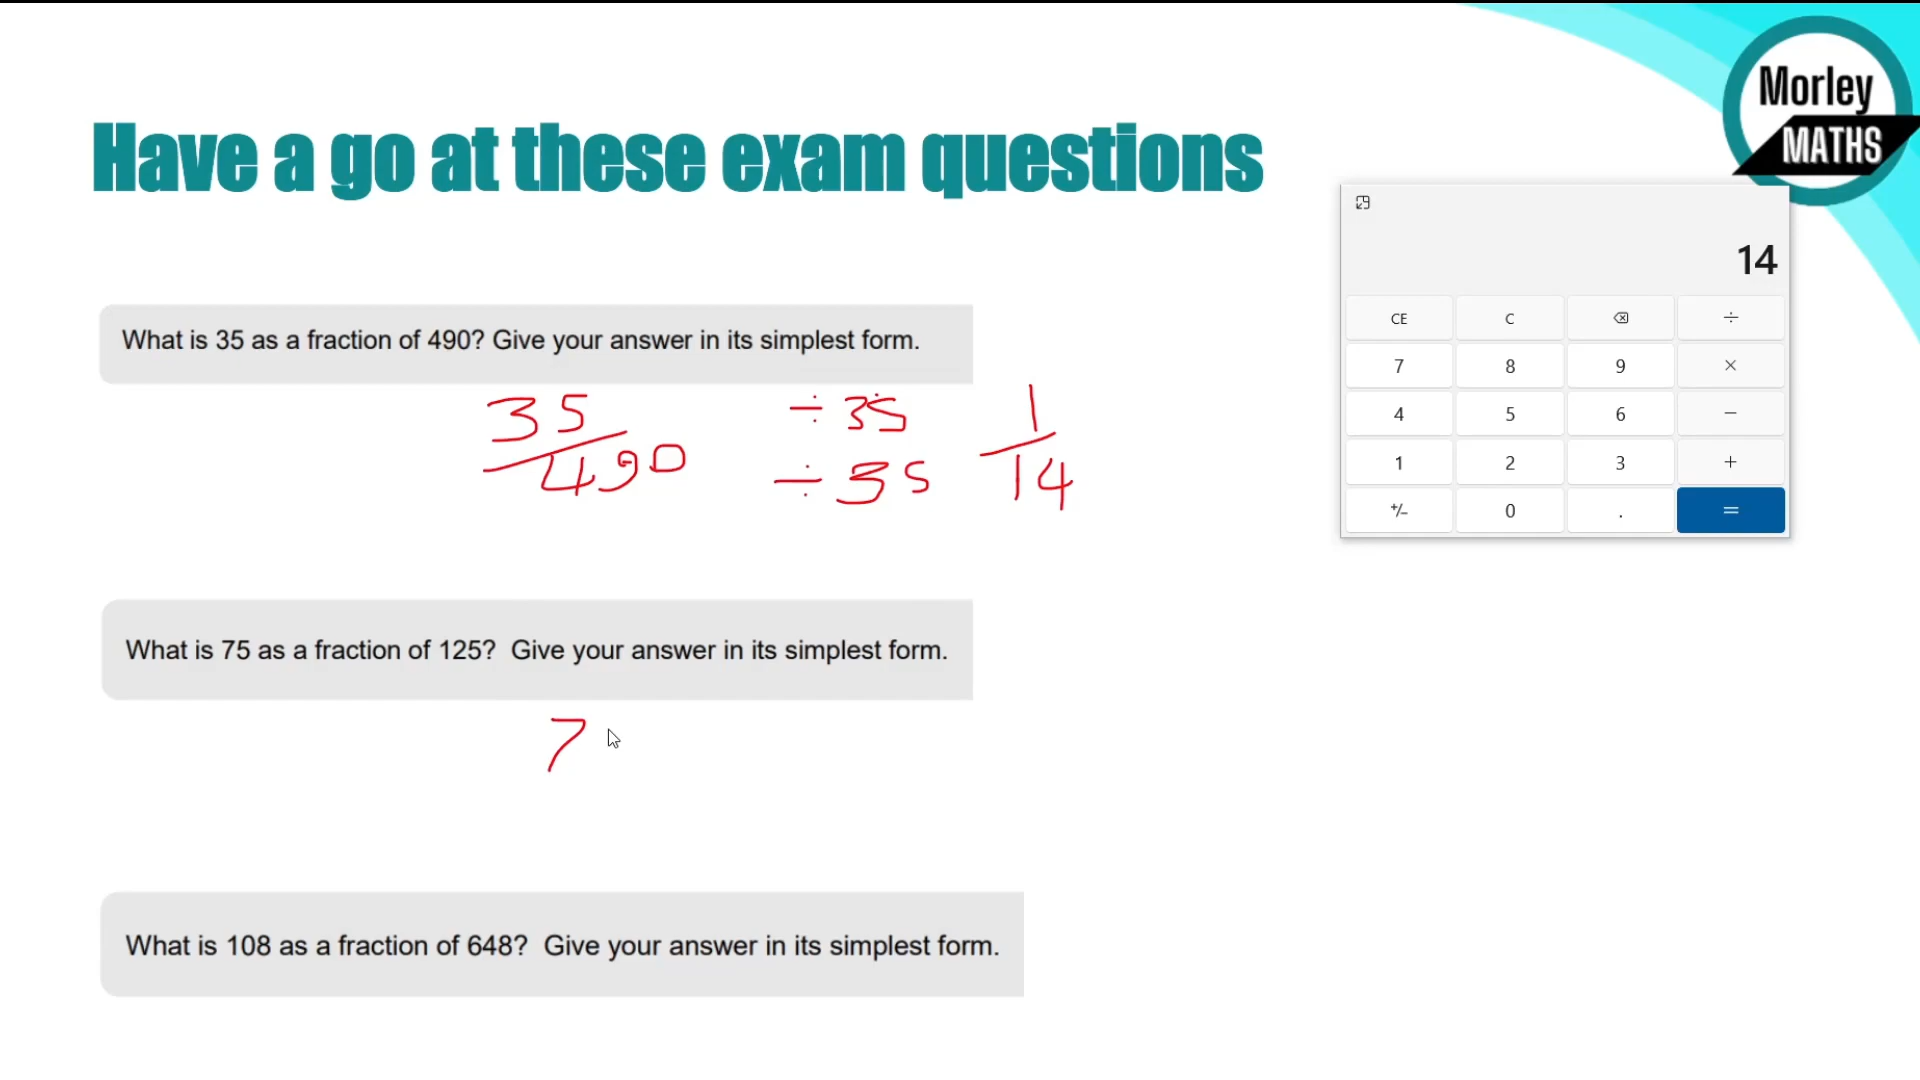 Morley
MATHS
Have a go at these exam questions
14
CE C ÷
7 8 9 ×
4 5 6 −
1 2 3 +
+/− 0 . =
What is 35 as a fraction of 490? Give your answer in its simplest form.
35 ÷ 35 1
490 ÷ 35 14
What is 75 as a fraction of 125? Give your answer in its simplest form.
7
What is 108 as a fraction of 648? Give your answer in its simplest form.